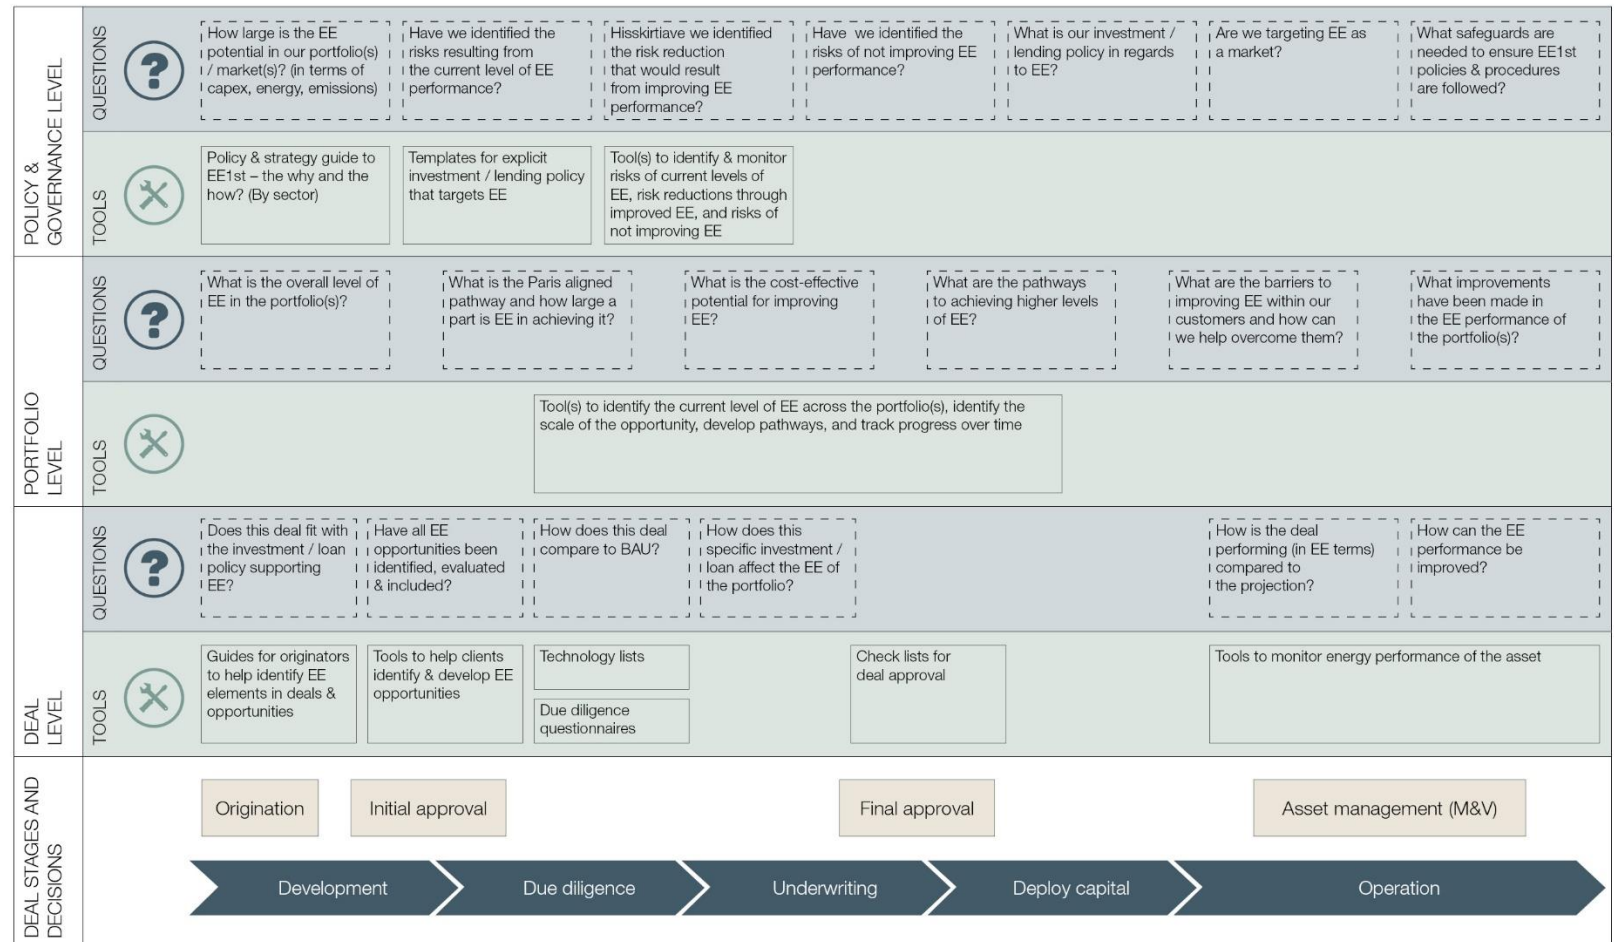 POLICY &
GOVERNANCE LEVEL
QUESTIONS
How large is the EE
potential in our portfolio(s)
/ market(s)? (in terms of
capex, energy, emissions)
Have we identified the
risks resulting from
the current level of EE
performance?
Hisskirtiave we identified
the risk reduction
that would result
from improving EE
performance?
Have we identified the
risks of not improving EE
performance?
What is our investment /
lending policy in regards
to EE?
Are we targeting EE as
a market?
What safeguards are
needed to ensure EE1st
policies & procedures
are followed?
TOOLS
Policy & strategy guide to
EE1st – the why and the
how? (By sector)
Templates for explicit
investment / lending policy
that targets EE
Tool(s) to identify & monitor
risks of current levels of
EE, risk reductions through
improved EE, and risks of
not improving EE
PORTFOLIO
LEVEL
QUESTIONS
What is the overall level of
EE in the portfolio(s)?
What is the Paris aligned
pathway and how large a
part is EE in achieving it?
What is the cost-effective
potential for improving
EE?
What are the pathways
to achieving higher levels
of EE?
What are the barriers to
improving EE within our
customers and how can
we help overcome them?
What improvements
have been made in
the EE performance of
the portfolio(s)?
TOOLS
Tool(s) to identify the current level of EE across the portfolio(s), identify the
scale of the opportunity, develop pathways, and track progress over time
DEAL
LEVEL
QUESTIONS
Does this deal fit with
the investment / loan
policy supporting
EE?
Have all EE
opportunities been
identified, evaluated
& included?
How does this deal
compare to BAU?
How does this
specific investment /
loan affect the EE of
the portfolio?
How is the deal
performing (in EE terms)
compared to
the projection?
How can the EE
performance be
improved?
TOOLS
Guides for originators
to help identify EE
elements in deals &
opportunities
Tools to help clients
identify & develop EE
opportunities
Technology lists
Due diligence
questionnaires
Check lists for
deal approval
Tools to monitor energy performance of the asset
DEAL STAGES AND
DECISIONS
Origination
Initial approval
Final approval
Asset management (M&V)
Development
Due diligence
Underwriting
Deploy capital
Operation